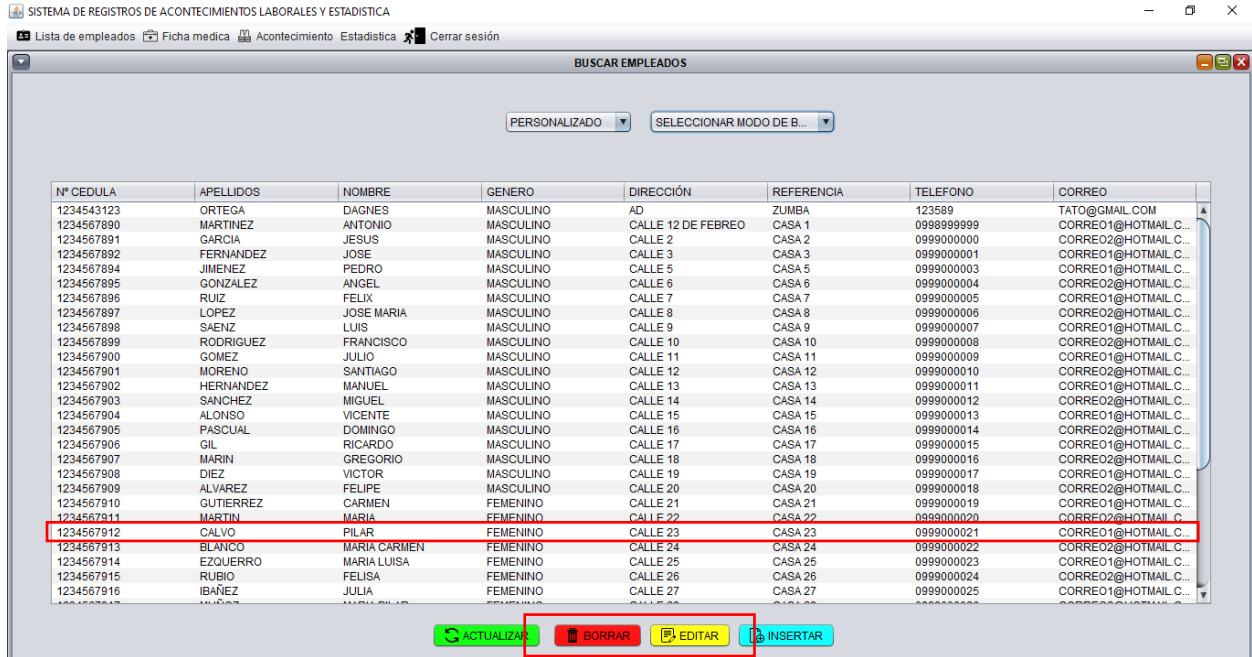 SISTEMA DE REGISTROS DE ACONTECIMIENTOS LABORALES Y ESTADISTICA
Lista de empleados Ficha medica Acontecimiento Estadistica Cerrar sesión
BUSCAR EMPLEADOS
PERSONALIZADO SELECCIONAR MODO DE B...
Nº CEDULA APELLIDOS NOMBRE GENERO DIRECCIÓN REFERENCIA TELEFONO CORREO
1234543123 ORTEGA DAGNES MASCULINO AD ZUMBA 123589 TATO@GMAIL.COM
1234567890 MARTINEZ ANTONIO MASCULINO CALLE 12 DE FEBREO CASA 1 0998999999 CORREO1@HOTMAIL.C...
1234567891 GARCIA JESUS MASCULINO CALLE 2 CASA 2 0999000000 CORREO2@HOTMAIL.C...
1234567892 FERNANDEZ JOSE MASCULINO CALLE 3 CASA 3 0999000001 CORREO1@HOTMAIL.C...
1234567894 JIMENEZ PEDRO MASCULINO CALLE 5 CASA 5 0999000003 CORREO1@HOTMAIL.C...
1234567895 GONZALEZ ANGEL MASCULINO CALLE 6 CASA 6 0999000004 CORREO2@HOTMAIL.C...
1234567896 RUIZ FELIX MASCULINO CALLE 7 CASA 7 0999000005 CORREO1@HOTMAIL.C...
1234567897 LOPEZ JOSE MARIA MASCULINO CALLE 8 CASA 8 0999000006 CORREO2@HOTMAIL.C...
1234567898 SAENZ LUIS MASCULINO CALLE 9 CASA 9 0999000007 CORREO1@HOTMAIL.C...
1234567899 RODRIGUEZ FRANCISCO MASCULINO CALLE 10 CASA 10 0999000008 CORREO2@HOTMAIL.C...
1234567900 GOMEZ JULIO MASCULINO CALLE 11 CASA 11 0999000009 CORREO1@HOTMAIL.C...
1234567901 MORENO SANTIAGO MASCULINO CALLE 12 CASA 12 0999000010 CORREO2@HOTMAIL.C...
1234567902 HERNANDEZ MANUEL MASCULINO CALLE 13 CASA 13 0999000011 CORREO1@HOTMAIL.C...
1234567903 SANCHEZ MIGUEL MASCULINO CALLE 14 CASA 14 0999000012 CORREO2@HOTMAIL.C...
1234567904 ALONSO VICENTE MASCULINO CALLE 15 CASA 15 0999000013 CORREO1@HOTMAIL.C...
1234567905 PASCUAL DOMINGO MASCULINO CALLE 16 CASA 16 0999000014 CORREO2@HOTMAIL.C...
1234567906 GIL RICARDO MASCULINO CALLE 17 CASA 17 0999000015 CORREO1@HOTMAIL.C...
1234567907 MARIN GREGORIO MASCULINO CALLE 18 CASA 18 0999000016 CORREO2@HOTMAIL.C...
1234567908 DIEZ VICTOR MASCULINO CALLE 19 CASA 19 0999000017 CORREO1@HOTMAIL.C...
1234567909 ALVAREZ FELIPE MASCULINO CALLE 20 CASA 20 0999000018 CORREO2@HOTMAIL.C...
1234567910 GUTIERREZ CARMEN FEMENINO CALLE 21 CASA 21 0999000019 CORREO1@HOTMAIL.C...
1234567911 MARTIN MARIA FEMENINO CALLE 22 CASA 22 0999000020 CORREO2@HOTMAIL.C...
1234567912 CALVO PILAR FEMENINO CALLE 23 CASA 23 0999000021 CORREO1@HOTMAIL.C...
1234567913 BLANCO MARIA CARMEN FEMENINO CALLE 24 CASA 24 0999000022 CORREO2@HOTMAIL.C...
1234567914 EZQUERRO MARIA LUISA FEMENINO CALLE 25 CASA 25 0999000023 CORREO1@HOTMAIL.C...
1234567915 RUBIO FELISA FEMENINO CALLE 26 CASA 26 0999000024 CORREO2@HOTMAIL.C...
1234567916 IBAÑEZ JULIA FEMENINO CALLE 27 CASA 27 0999000025 CORREO1@HOTMAIL.C...
ACTUALIZAR BORRAR EDITAR INSERTAR